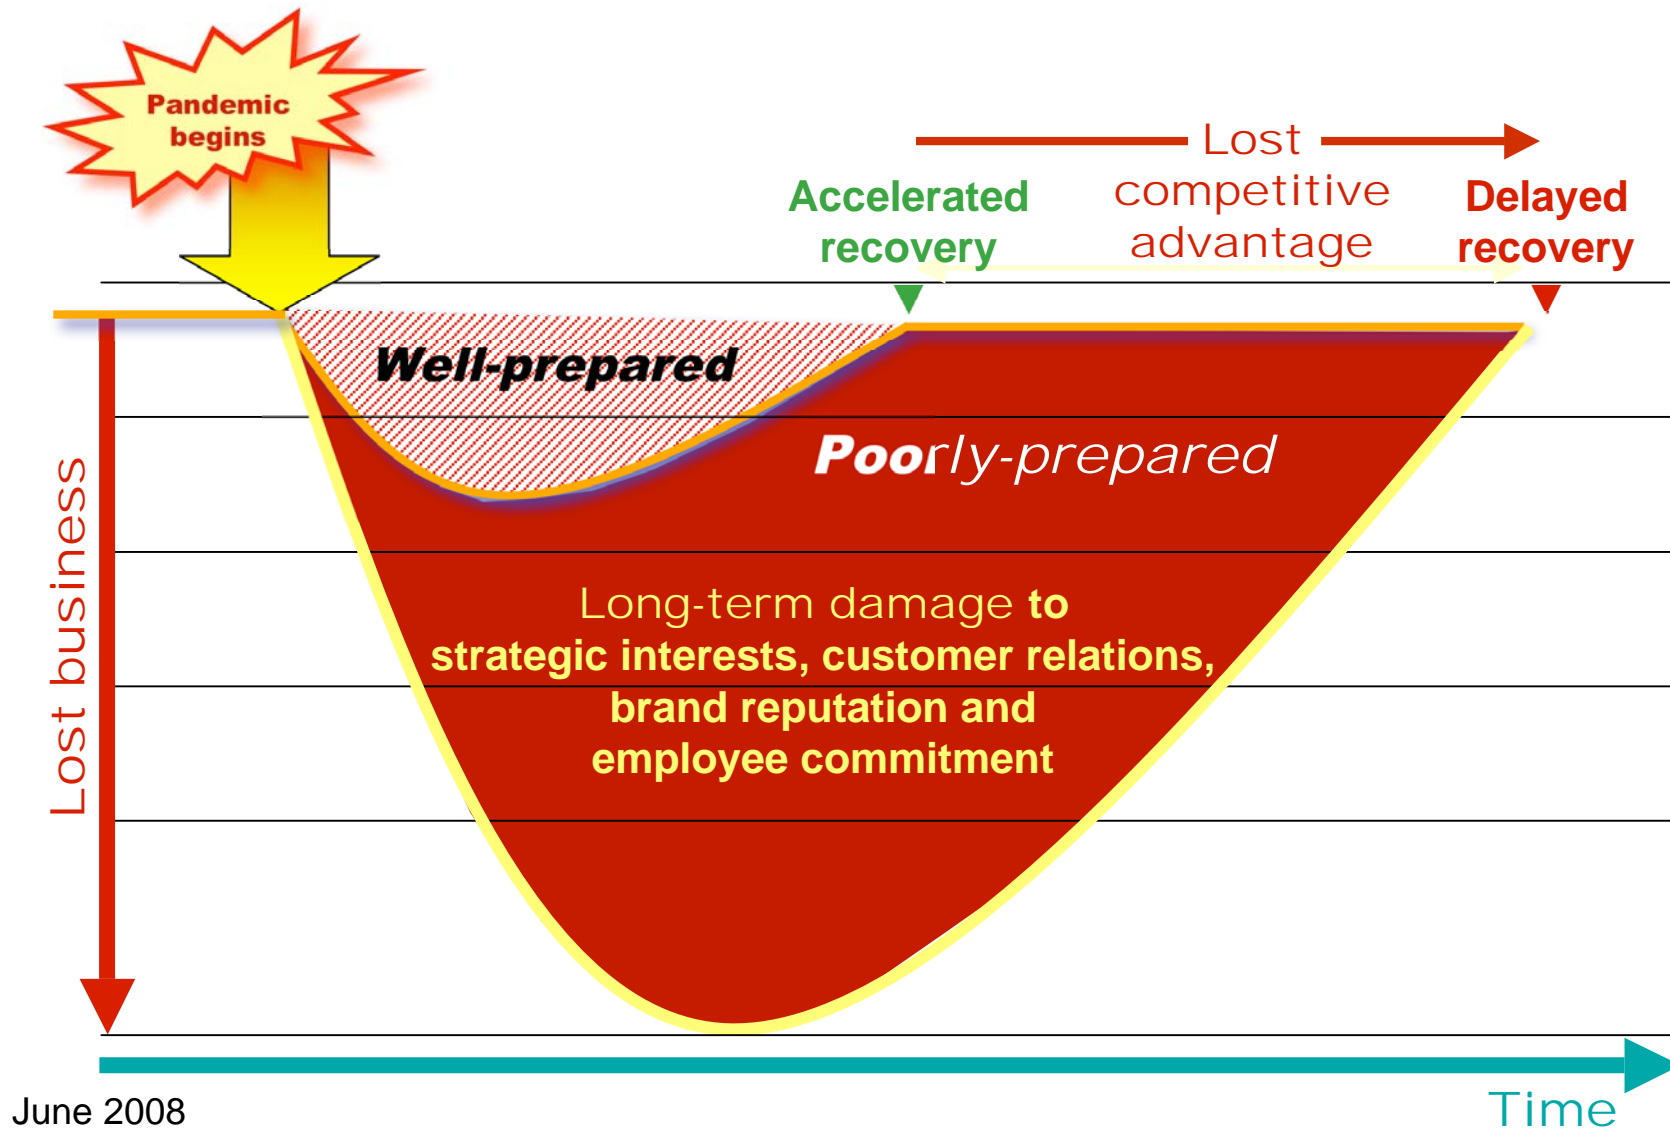 Pandemic
begins
Lost
competitive
advantage
Accelerated
recovery
Delayed
recovery
Well-prepared
Poorly-prepared
Lost business
Long-term damage to
strategic interests, customer relations,
brand reputation and
employee commitment
June 2008
Time